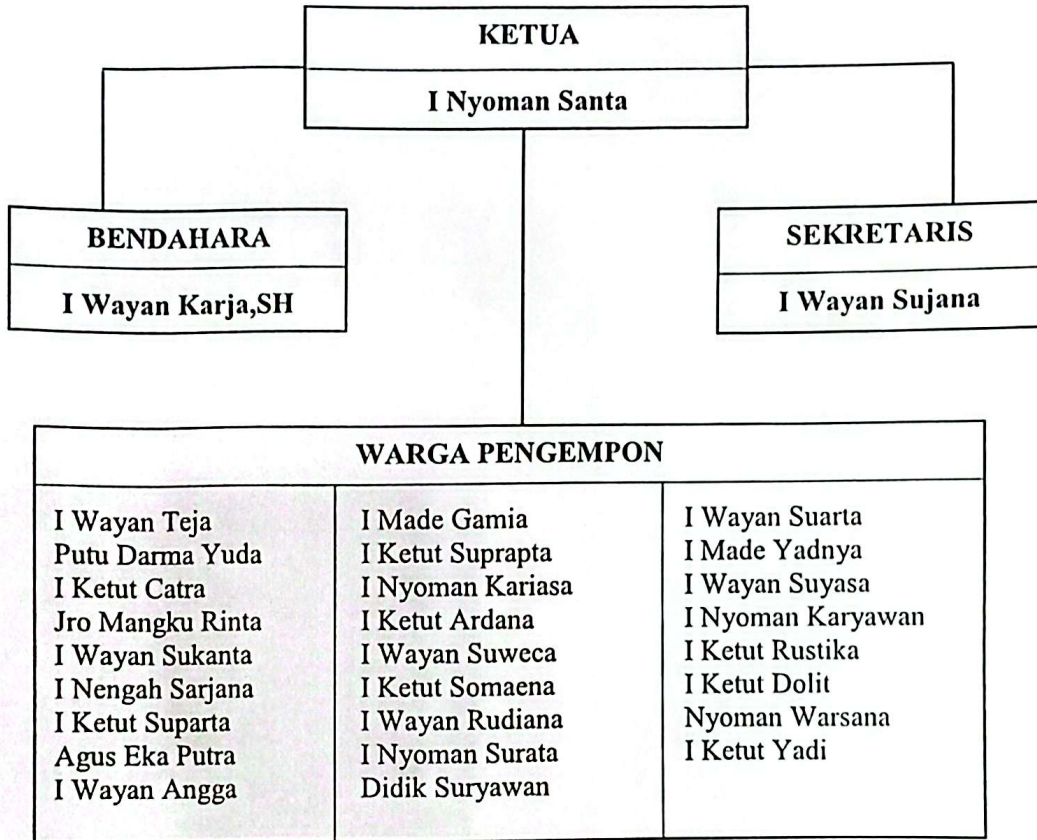 KETUA
I Nyoman Santa
BENDAHARA
I Wayan Karja,SH
SEKRETARIS
I Wayan Sujana
WARGA PENGEMPON
I Wayan Teja
Putu Darma Yuda
I Ketut Catra
Jro Mangku Rinta
I Wayan Sukanta
I Nengah Sarjana
I Ketut Suparta
Agus Eka Putra
I Wayan Angga
I Made Gamia
I Ketut Suprapta
I Nyoman Kariasa
I Ketut Ardana
I Wayan Suweca
I Ketut Somaena
I Wayan Rudiana
I Nyoman Surata
Didik Suryawan
I Wayan Suarta
I Made Yadnya
I Wayan Suyasa
I Nyoman Karyawan
I Ketut Rustika
I Ketut Dolit
Nyoman Warsana
I Ketut Yadi